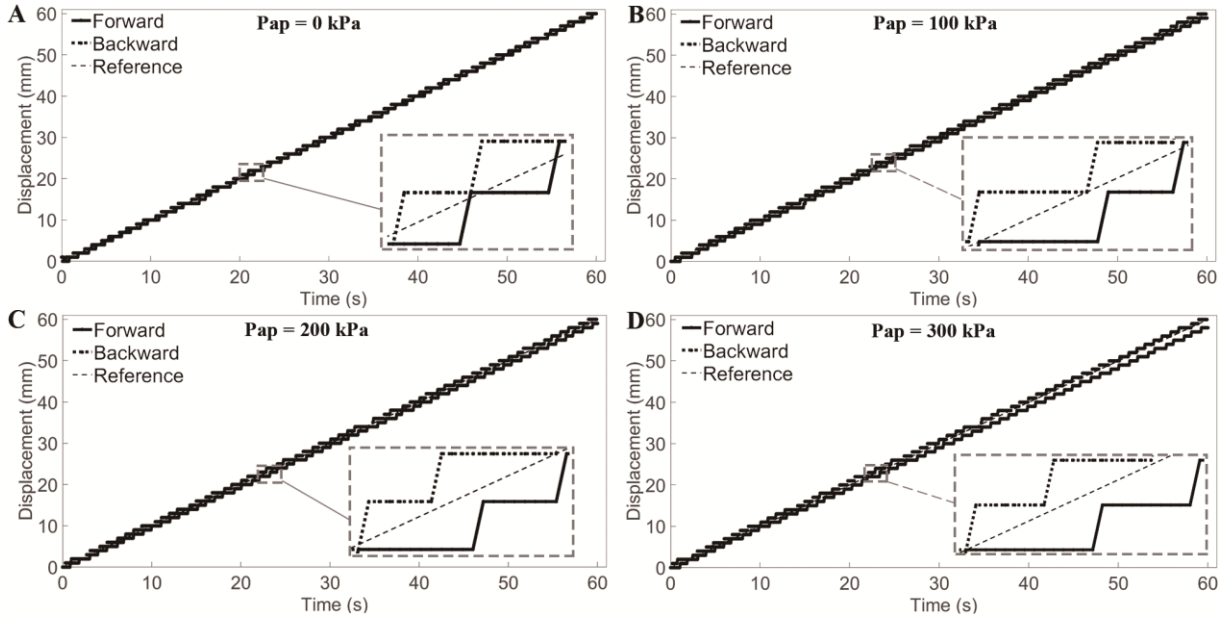 A
Pap = 0 kPa
Forward
Backward
Reference
Displacement (mm)
60
50
40
30
20
10
0
0 10 20 30 40 50 60
Time (s)
B
Pap = 100 kPa
Forward
Backward
Reference
Displacement (mm)
60
50
40
30
20
10
0
0 10 20 30 40 50 60
Time (s)
C
Pap = 200 kPa
Forward
Backward
Reference
Displacement (mm)
60
50
40
30
20
10
0
0 10 20 30 40 50 60
Time (s)
D
Pap = 300 kPa
Forward
Backward
Reference
Displacement (mm)
60
50
40
30
20
10
0
0 10 20 30 40 50 60
Time (s)